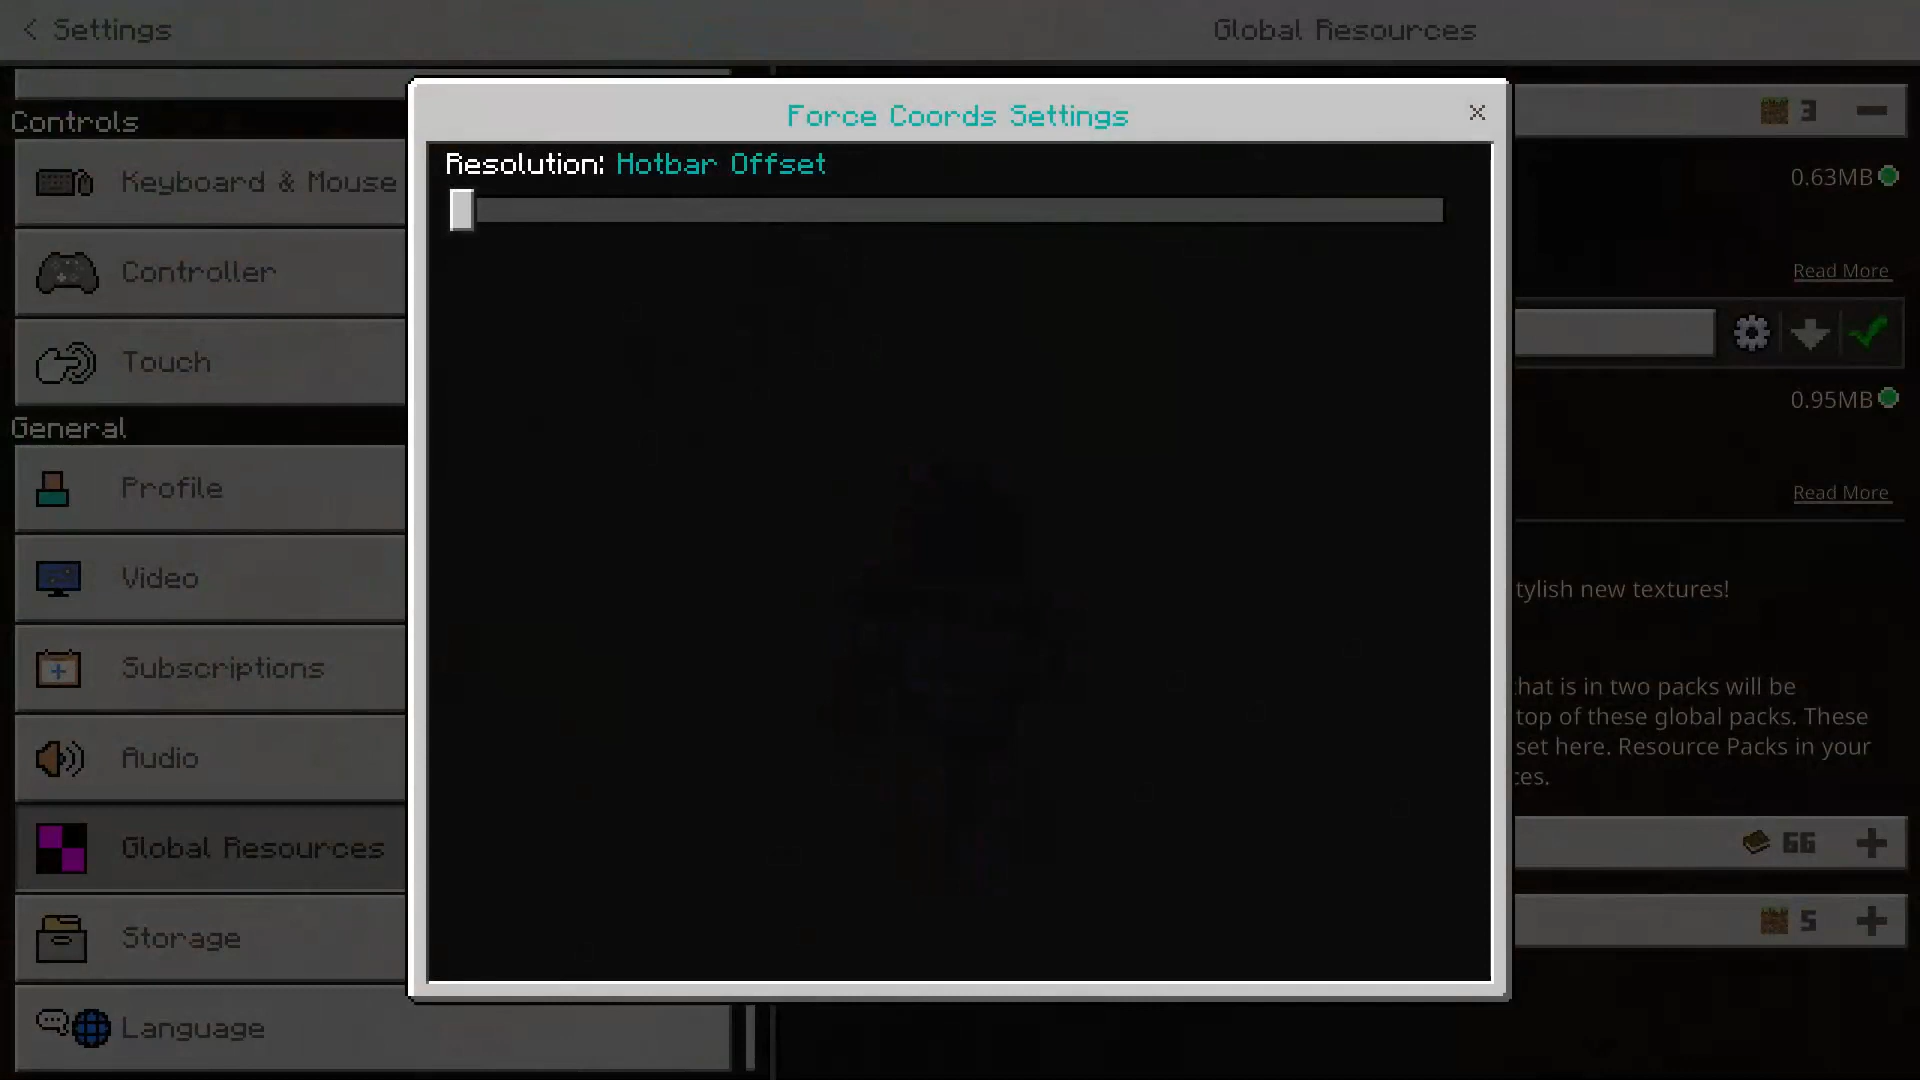 Settings
Global Resources
Controls
Keyboard & Mouse
Controller
Touch
General
Profile
Video
Subscriptions
Audio
Global Resources
Storage
Language
Force Coords Settings
Resolution: Hotbar Offset
3
0.63MB
Read More
0.95MB
Read More
tylish new textures!
hat is in two packs will be
top of these global packs. These
set here. Resource Packs in your
ces.
66
5